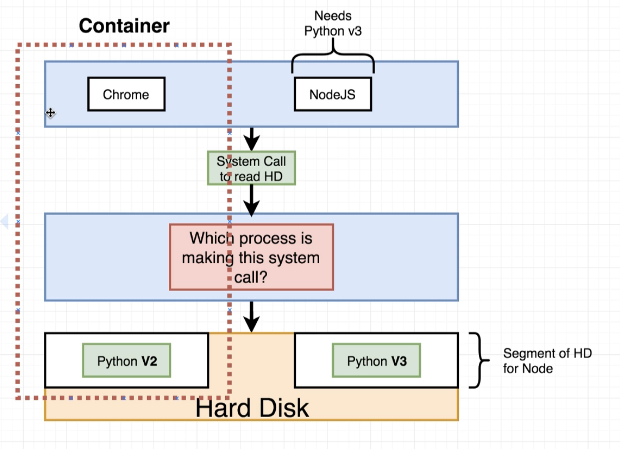 Container
Needs
Python v3
Chrome
NodeJS
System Call
to read HD
Which process is
making this system
call?
Python V2
Python V3
Segment of HD
for Node
Hard Disk